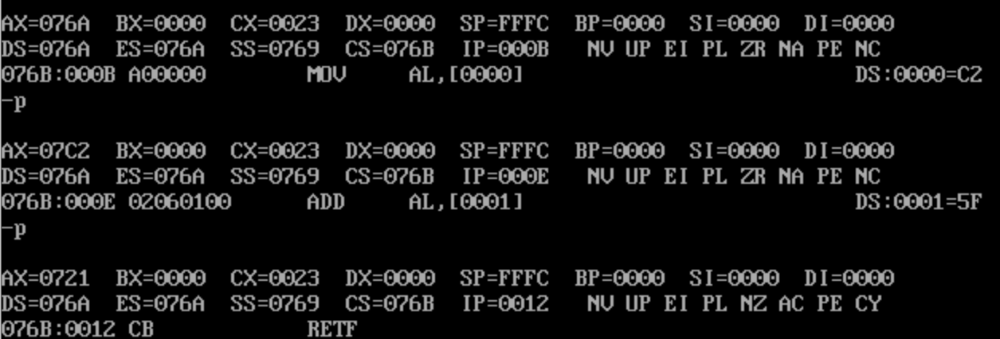 AX=076A  BX=0000  CX=0023  DX=0000  SP=FFFC  BP=0000  SI=0000  DI=0000
DS=076A  ES=076A  SS=0769  CS=076B  IP=000B   NV UP EI PL ZR NA PE NC
076B:000B A00000        MOV     AL,[0000]                          DS:0000=C2
-p
AX=07C2  BX=0000  CX=0023  DX=0000  SP=FFFC  BP=0000  SI=0000  DI=0000
DS=076A  ES=076A  SS=0769  CS=076B  IP=000E   NV UP EI PL ZR NA PE NC
076B:000E 02060100      ADD     AL,[0001]                          DS:0001=5F
-p
AX=0721  BX=0000  CX=0023  DX=0000  SP=FFFC  BP=0000  SI=0000  DI=0000
DS=076A  ES=076A  SS=0769  CS=076B  IP=0012   NV UP EI PL NZ AC PE CY
076B:0012 CB            RETF